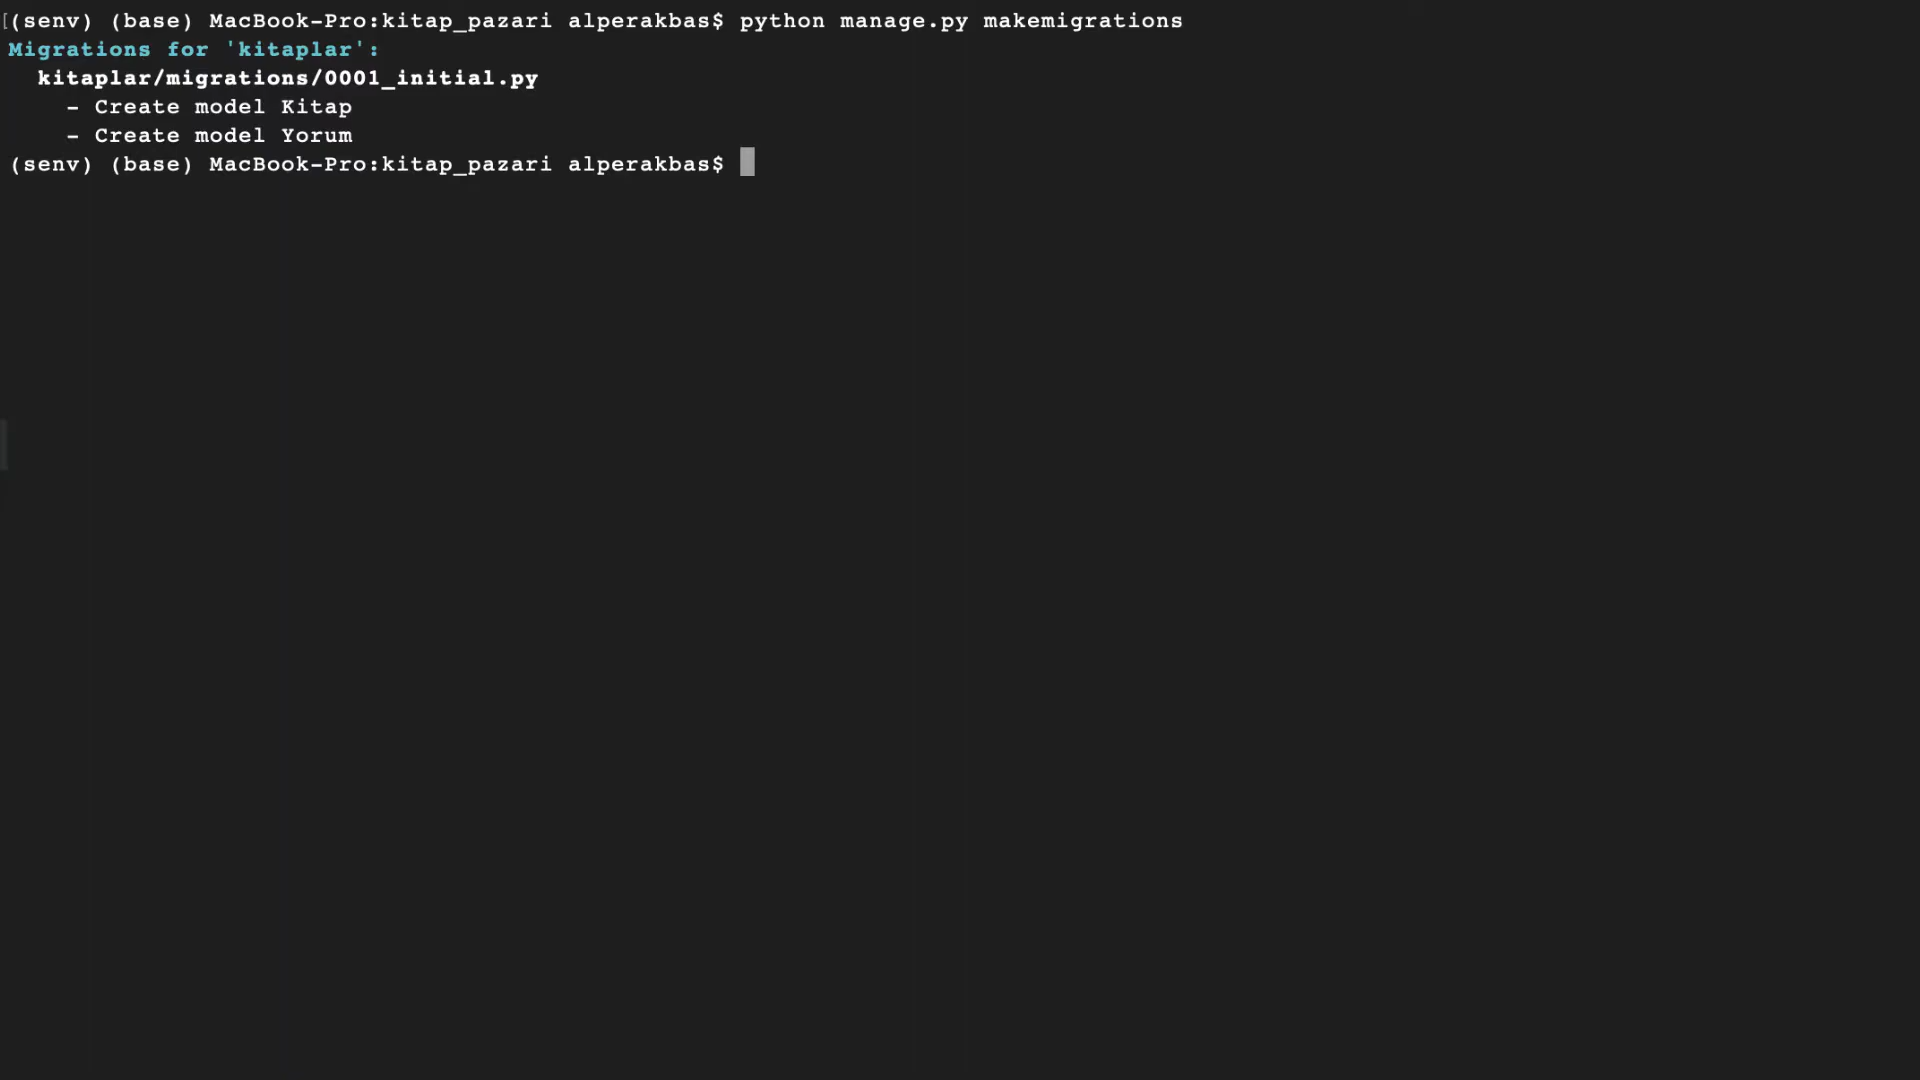 [(senv) (base) MacBook-Pro:kitap_pazari alperakbas$ python manage.py makemigrations
Migrations for 'kitaplar':
  kitaplar/migrations/0001_initial.py
    - Create model Kitap
    - Create model Yorum
(senv) (base) MacBook-Pro:kitap_pazari alperakbas$